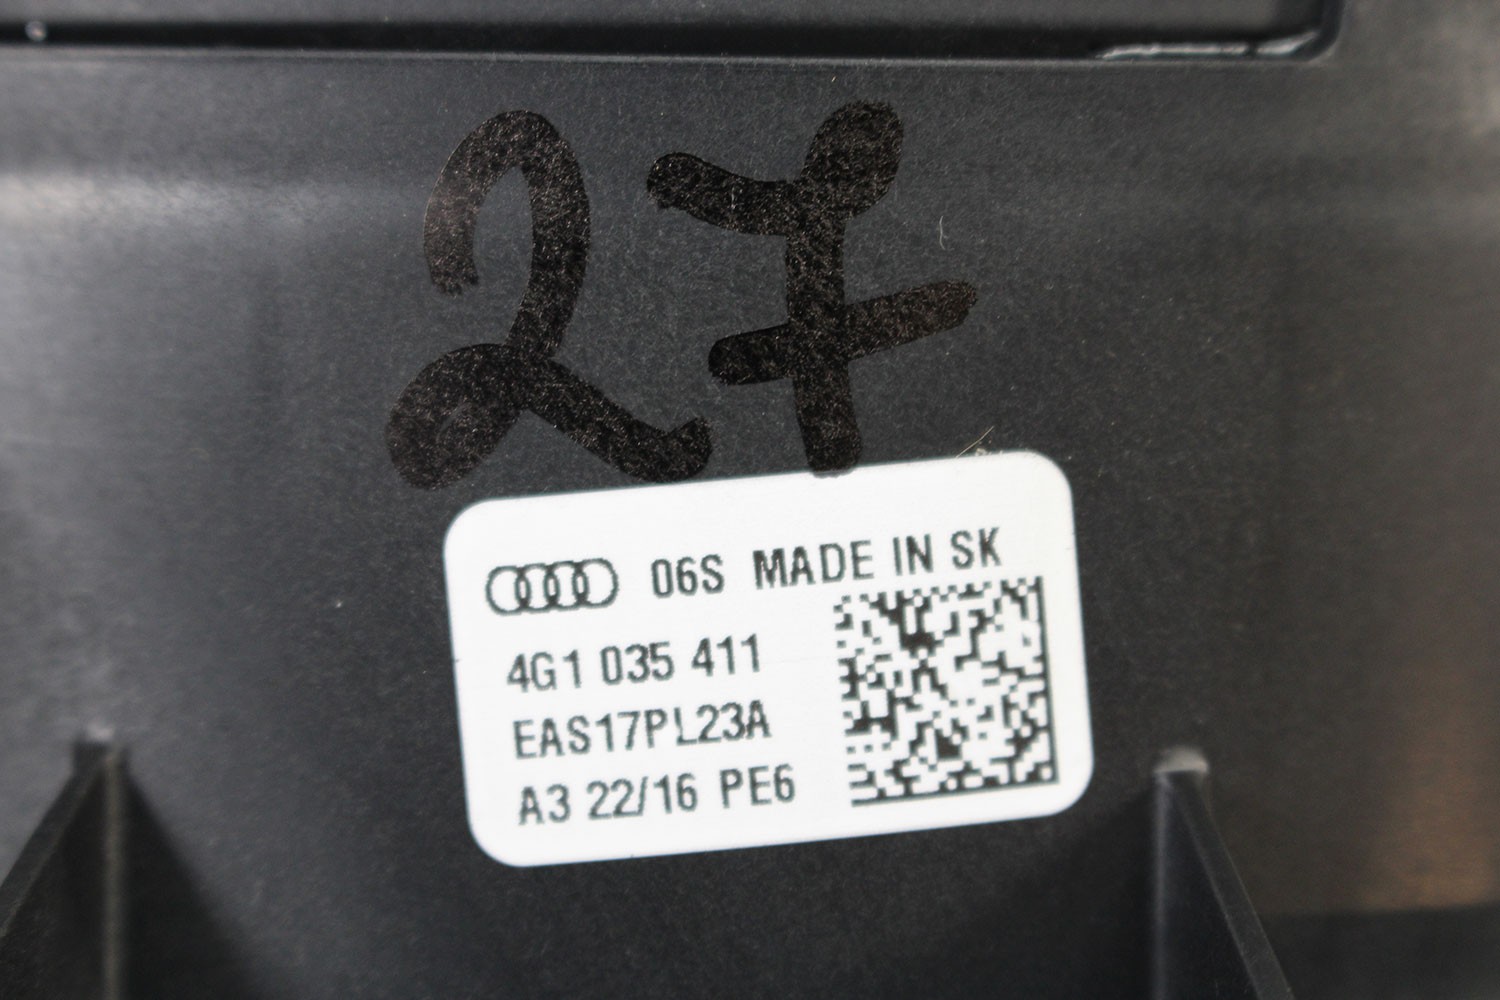 27
06S MADE IN SK
4G1 035 411
EAS17PL23A
A3 22/16 PE6